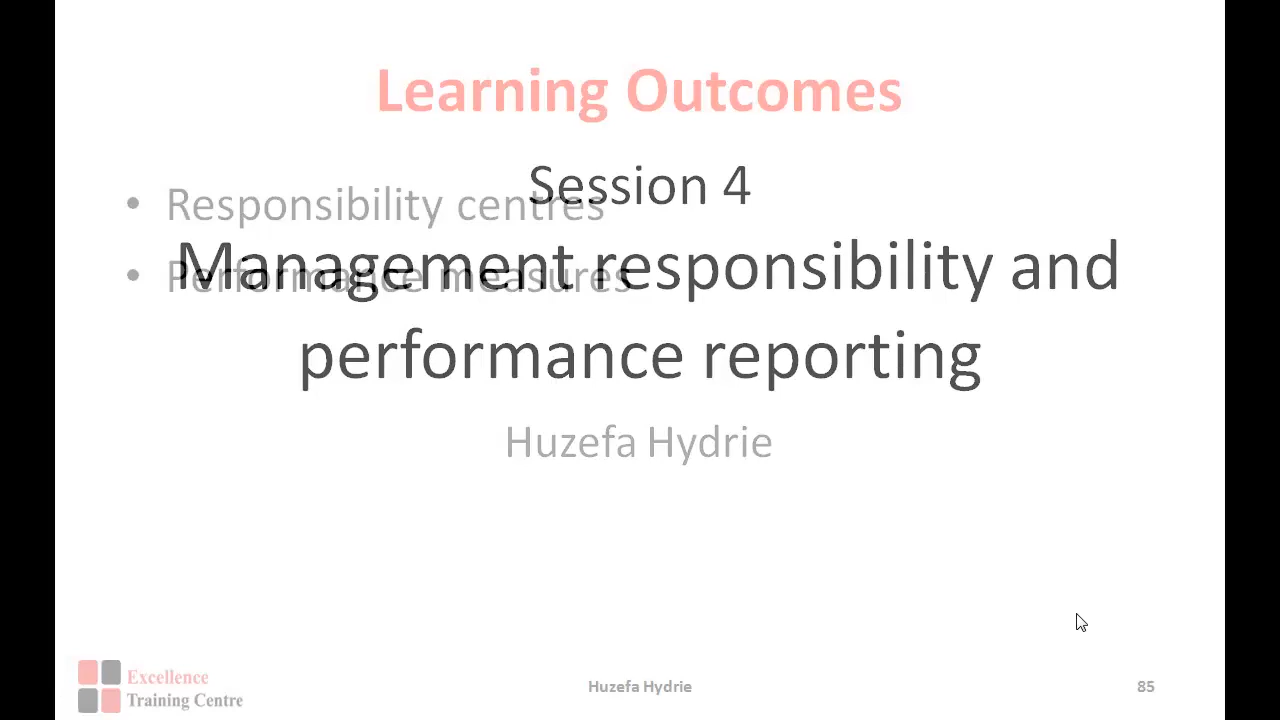 Learning Outcomes
Session 4
• Responsibility centres
Management responsibility and
• Performance measures
performance reporting
Huzefa Hydrie
Excellence
Training Centre
Huzefa Hydrie
85